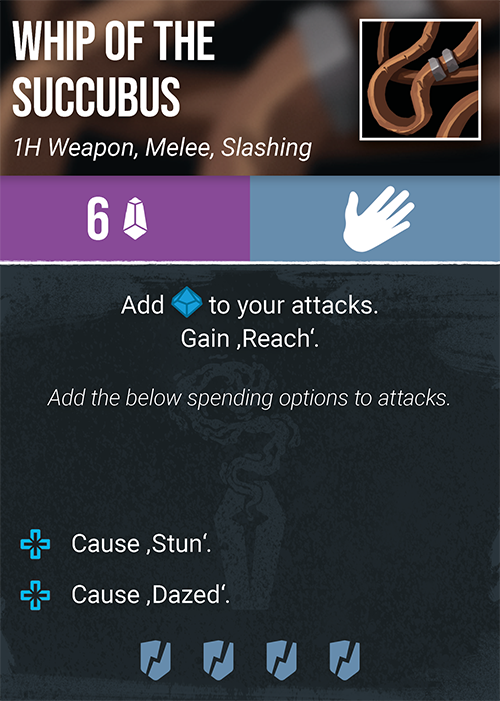 WHIP OF THE
SUCCUBUS
1H Weapon, Melee, Slashing
6
Add to your attacks.
Gain ‚Reach‘.
Add the below spending options to attacks.
Cause ‚Stun‘.
Cause ‚Dazed‘.